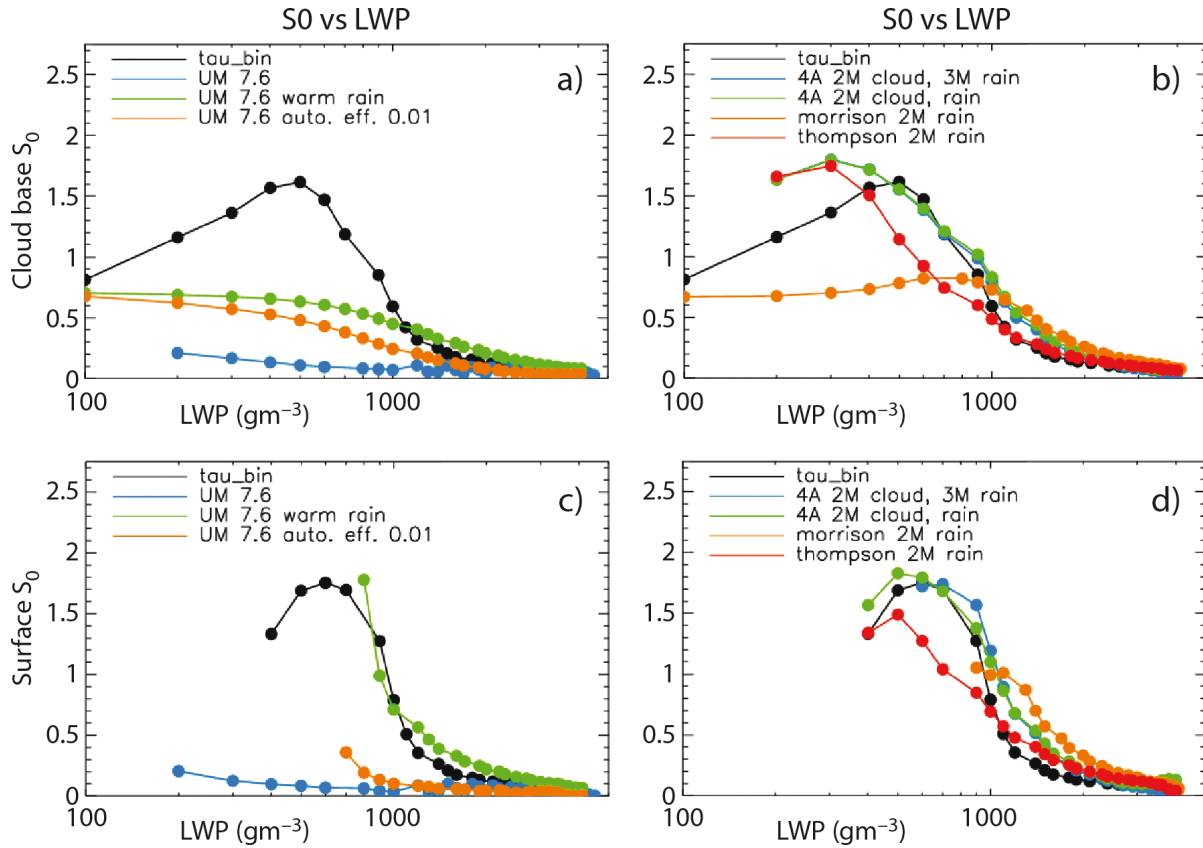 S0 vs LWP
S0 vs LWP
a)
tau_bin
UM 7.6
UM 7.6 warm rain
UM 7.6 auto. eff. 0.01
2.5
2
1.5
1
0.5
0
Cloud base S₀
100
1000
LWP (gm⁻³)
b)
tau_bin
4A 2M cloud, 3M rain
4A 2M cloud, rain
morrison 2M rain
thompson 2M rain
2.5
2
1.5
1
0.5
0
100
1000
LWP (gm⁻³)
c)
tau_bin
UM 7.6
UM 7.6 warm rain
UM 7.6 auto. eff. 0.01
2.5
2
1.5
1
0.5
0
Surface S₀
100
1000
LWP (gm⁻³)
d)
tau_bin
4A 2M cloud, 3M rain
4A 2M cloud, rain
morrison 2M rain
thompson 2M rain
2.5
2
1.5
1
0.5
0
100
1000
LWP (gm⁻³)